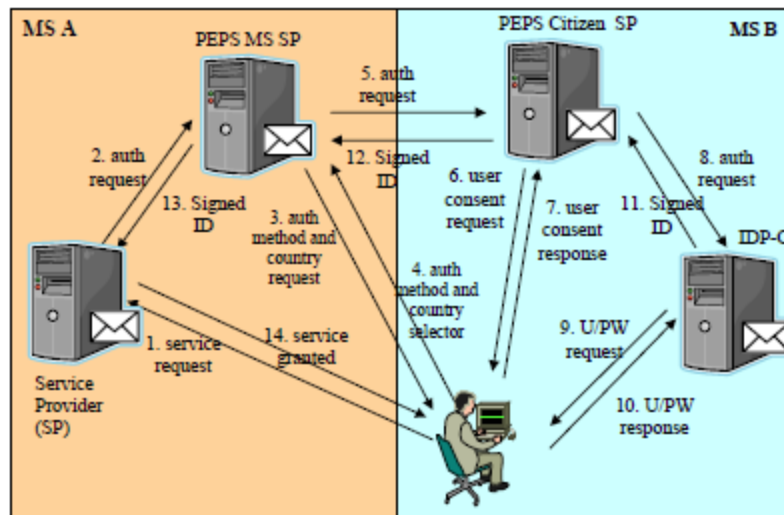 MS A
PEPS MS SP
PEPS Citizen SP
MS B
5. auth
request
2. auth
request
12. Signed
ID
6. user
consent
request
8. auth
request
13. Signed
ID
3. auth
method and
country
request
7. user
consent
response
11. Signed
ID
IDP-C
4. auth
method and
country
selector
9. U/PW
request
1. service
request
14. service
granted
Service
Provider
(SP)
10. U/PW
response